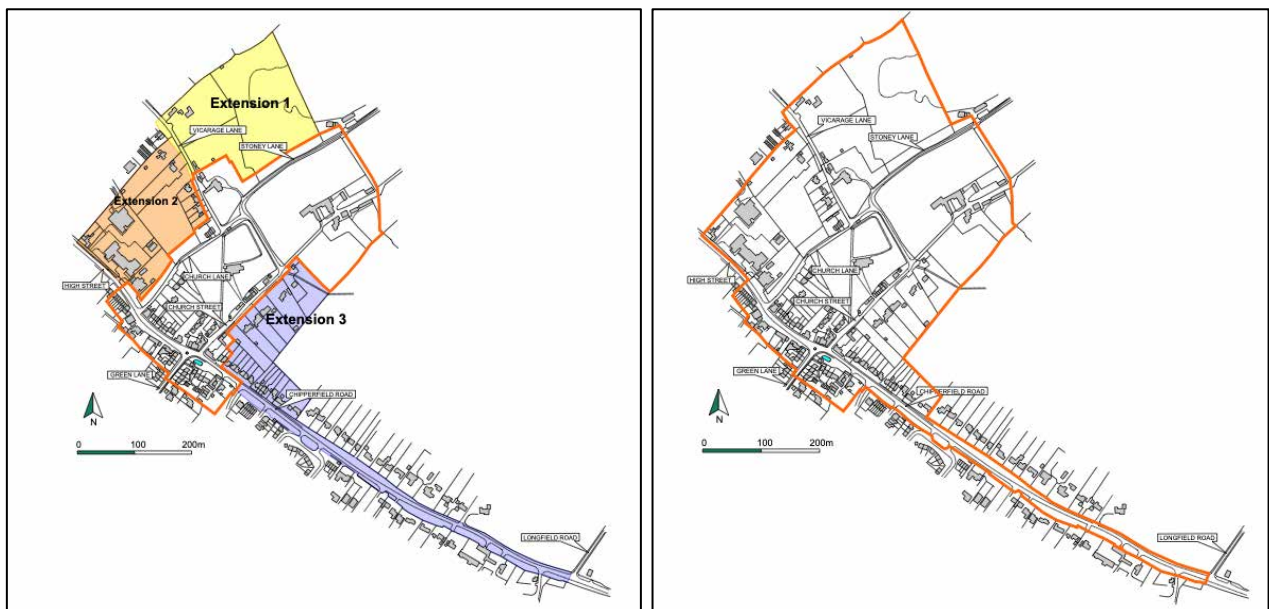 Extension 1
VICARAGE LANE
STONEY LANE
Extension 2
CHURCH LANE
HIGH STREET
CHURCH STREET
Extension 3
GREEN LANE
CHIPPERFIELD ROAD
N
0 100 200m
LONGFIELD ROAD
VICARAGE LANE
STONEY LANE
CHURCH LANE
HIGH STREET
CHURCH STREET
GREEN LANE
CHIPPERFIELD ROAD
N
0 100 200m
LONGFIELD ROAD